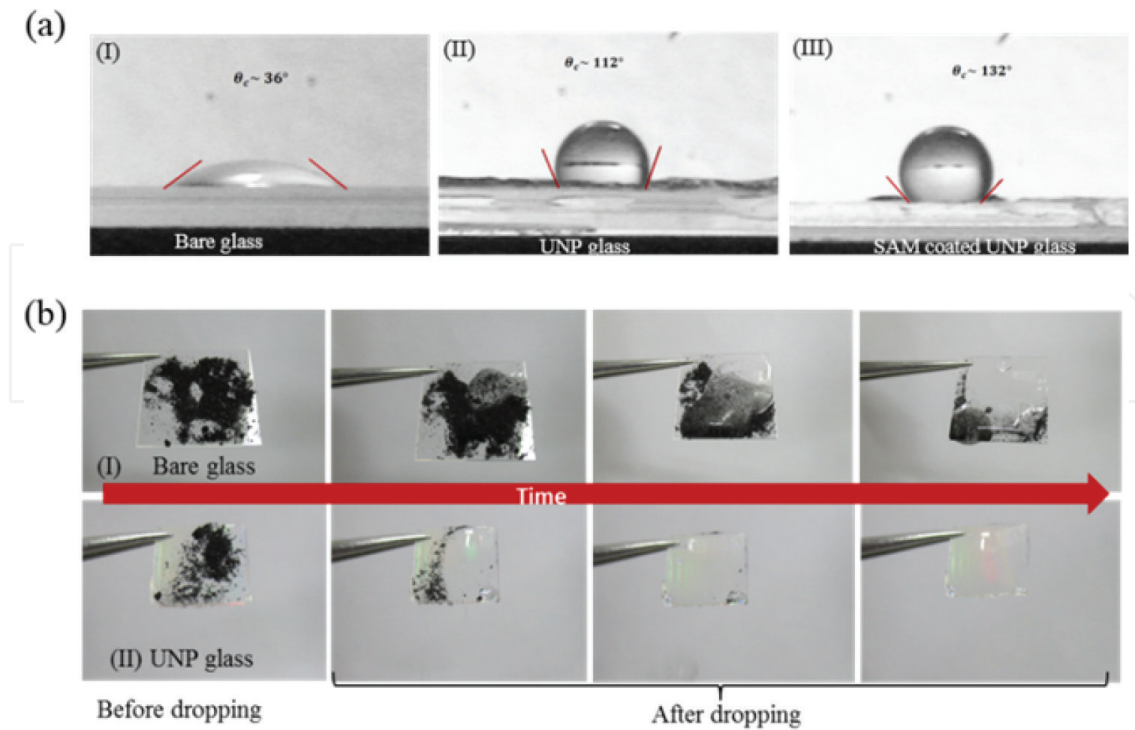 (a)
(I)
θc~ 36°
Bare glass
(II)
θc~ 112°
UNP glass
(III)
θc~ 132°
SAM coated UNP glass
(b)
(I) Bare glass
Time
(II) UNP glass
Before dropping
After dropping